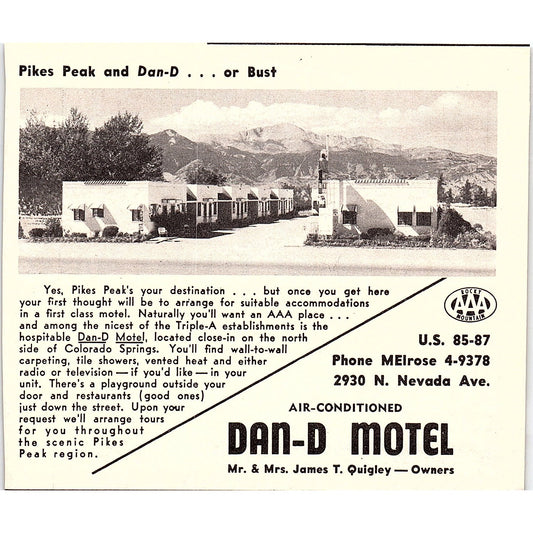 Pikes Peak and Dan-D . . . or Bust
Yes, Pikes Peak's your destination . . . but once you get here
your first thought will be to arrange for suitable accommodations
in a first class motel. Naturally you'll want an AAA place . . .
and among the nicest of the Triple-A establishments is the
hospitable Dan-D Motel, located close-in on the north
side of Colorado Springs. You'll find wall-to-wall
carpeting, tile showers, vented heat and either
radio or television — if you'd like — in your
unit. There's a playground outside your
door and restaurants (good ones)
just down the street. Upon your
request we'll arrange tours
for you throughout
the scenic Pikes
Peak region.
ROCKY
AAA
MOUNTAIN
U.S. 85-87
Phone MElrose 4-9378
2930 N. Nevada Ave.
AIR-CONDITIONED
DAN-D MOTEL
Mr. & Mrs. James T. Quigley — Owners